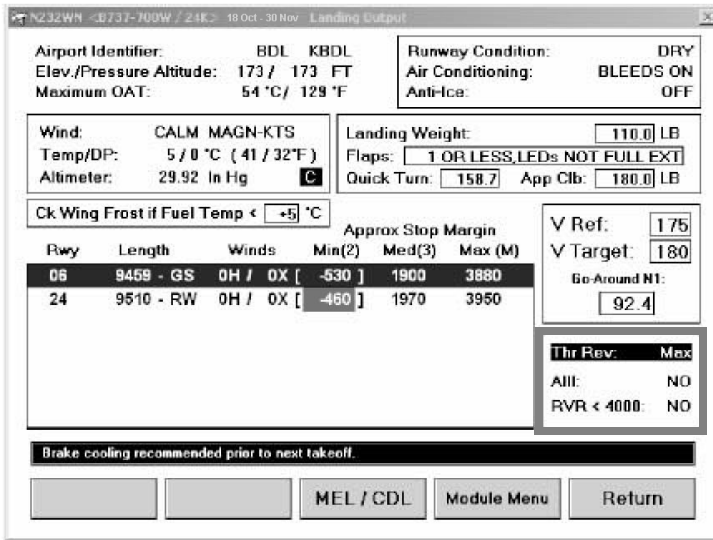 N232WN <B737-700W / 24K> 18 Oct - 30 Nov Landing Output
Airport Identifier: BDL KBDL
Elev./Pressure Altitude: 173 / 173 FT
Maximum OAT: 54 °C/ 129 °F
Runway Condition: DRY
Air Conditioning: BLEEDS ON
Anti-Ice: OFF
Wind: CALM MAGN-KTS
Temp/DP: 5 / 0 °C ( 41 / 32°F )
Altimeter: 29.92 In Hg C
Landing Weight: 110.0 LB
Flaps: 1 OR LESS,LEDs NOT FULL EXT
Quick Turn: 158.7 App Clb: 180.0 LB
Ck Wing Frost if Fuel Temp < +5 °C
Approx Stop Margin
Rwy Length Winds Min(2) Med(3) Max (M)
06 9459 - GS 0H / 0X [ -530 ] 1900 3880
24 9510 - RW 0H / 0X [ -460 ] 1970 3950
V Ref: 175
V Target: 180
Go-Around N1:
92.4
Thr Rev: Max
AIII: NO
RVR < 4000: NO
Brake cooling recommended prior to next takeoff.
MEL / CDL Module Menu Return